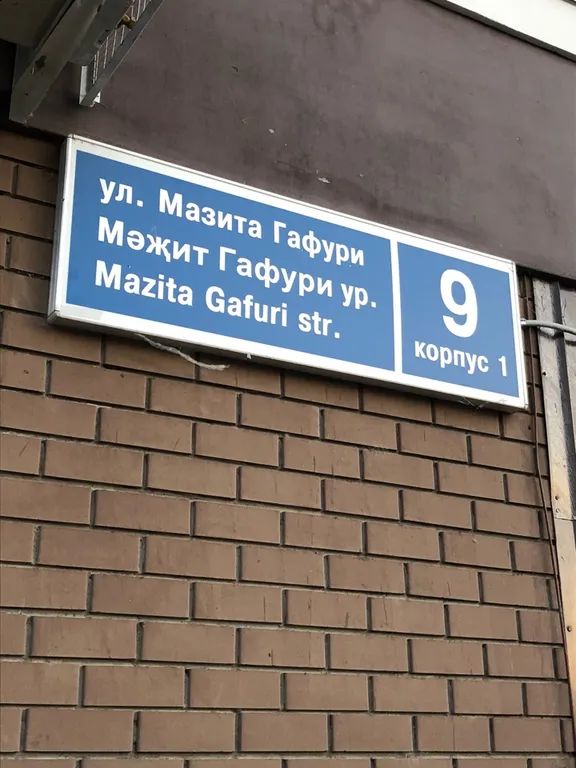 ул. Мазита Гафури
Мәҗит Гафури ур.
Mazita Gafuri str.
9
корпус 1